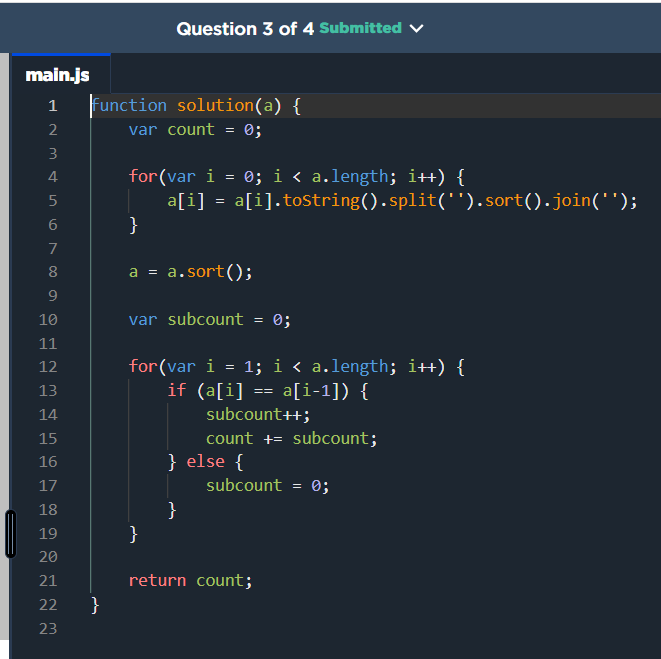 Question 3 of 4 Submitted
main.js
1 function solution(a) {
2     var count = 0;
3
4     for(var i = 0; i < a.length; i++) {
5         a[i] = a[i].toString().split('').sort().join('');
6     }
7
8     a = a.sort();
9
10     var subcount = 0;
11
12     for(var i = 1; i < a.length; i++) {
13         if (a[i] == a[i-1]) {
14             subcount++;
15             count += subcount;
16         } else {
17             subcount = 0;
18         }
19     }
20
21     return count;
22 }
23